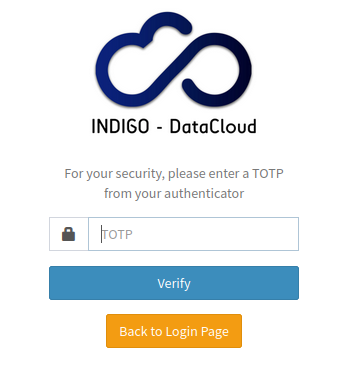 INDIGO - DataCloud
For your security, please enter a TOTP
from your authenticator
TOTP
Verify
Back to Login Page